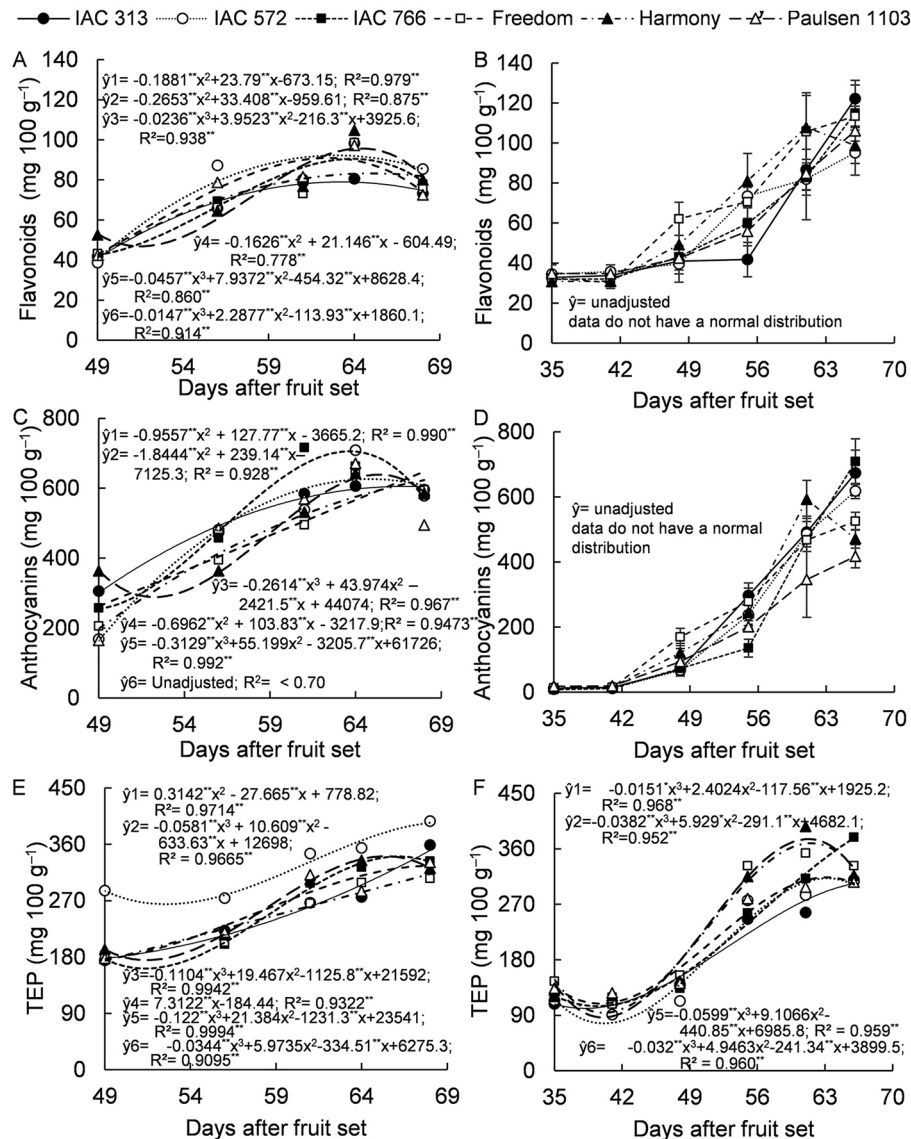 IAC 313 IAC 572 IAC 766 Freedom Harmony Paulsen 1103
A
Flavonoids (mg 100 g⁻¹)
140
120
100
80
60
40
20
0
ŷ1= -0.1881**x²+23.79**x-673.15; R²=0.979**
ŷ2= -0.2653**x²+33.408**x-959.61; R²=0.875**
ŷ3= -0.0236**x³+3.9523**x²-216.3**x+3925.6;
R²=0.938**
ŷ4= -0.1626**x² + 21.146**x - 604.49;
R²=0.778**
ŷ5=-0.0457**x³+7.9372**x²-454.32**x+8628.4;
R²=0.860**
ŷ6=-0.0147**x³+2.2877**x²-113.93**x+1860.1;
R²=0.914**
49 54 59 64 69
Days after fruit set
B
Flavonoids (mg 100 g⁻¹)
140
120
100
80
60
40
20
0
ŷ= unadjusted
data do not have a normal distribution
35 42 49 56 63 70
Days after fruit set
C
Anthocyanins (mg 100 g⁻¹)
800
600
400
200
0
ŷ1= -0.9557**x² + 127.77**x - 3665.2; R² = 0.990**
ŷ2= -1.8444**x² + 239.14**x–
7125.3; R² = 0.928**
ŷ3= -0.2614**x³ + 43.974x² –
2421.5**x + 44074; R² = 0.967**
ŷ4= -0.6962**x² + 103.83**x - 3217.9; R² = 0.9473**
ŷ5= -0.3129**x³+55.199**x² - 3205.7**x+61726;
R² = 0.992**
ŷ6= Unadjusted; R²= < 0.70
49 54 59 64 69
Days after fruit set
D
Anthocyanins (mg 100 g⁻¹)
800
700
600
500
400
300
200
100
0
ŷ= unadjusted
data do not have a normal
distribution
35 42 49 56 63 70
Days after fruit set
E
TEP (mg 100 g⁻¹)
450
360
270
180
90
0
ŷ1= 0.3142**x² - 27.665**x + 778.82;
R²= 0.9714**
ŷ2= -0.0581**x³ + 10.609**x² -
633.63**x + 12698;
R² = 0.9665**
ŷ3=-0.1104**x³+19.467x²-1125.8**x+21592;
R² = 0.9942**
ŷ4= 7.3122**x-184.44; R²= 0.9322**
ŷ5= -0.122**x³+21.384x²-1231.3**x+23541;
R²= 0.9994**
ŷ6= -0.0344**x³+5.9735x²-334.51**x+6275.3;
R² = 0.9095**
49 54 59 64 69
Days after fruit set
F
TEP (mg 100 g⁻¹)
450
360
270
180
90
0
ŷ1= -0.0151*x³+2.4024x²-117.56**x+1925.2;
R² = 0.968**
ŷ2=-0.0382**x³+5.929*x²-291.1**x+4682.1;
R²=0.952**
ŷ5=-0.0599**x³+9.1066x²-
440.85**x+6985.8; R² = 0.959**
ŷ6= -0.032**x³+4.9463x²-241.34**x+3899.5;
R² = 0.960**
35 42 49 56 63 70
Days after fruit set